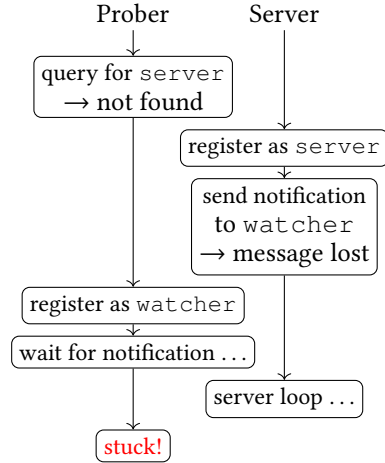 Prober
Server
query for server
→ not found
register as server
send notification
to watcher
→ message lost
register as watcher
wait for notification ...
server loop ...
stuck!